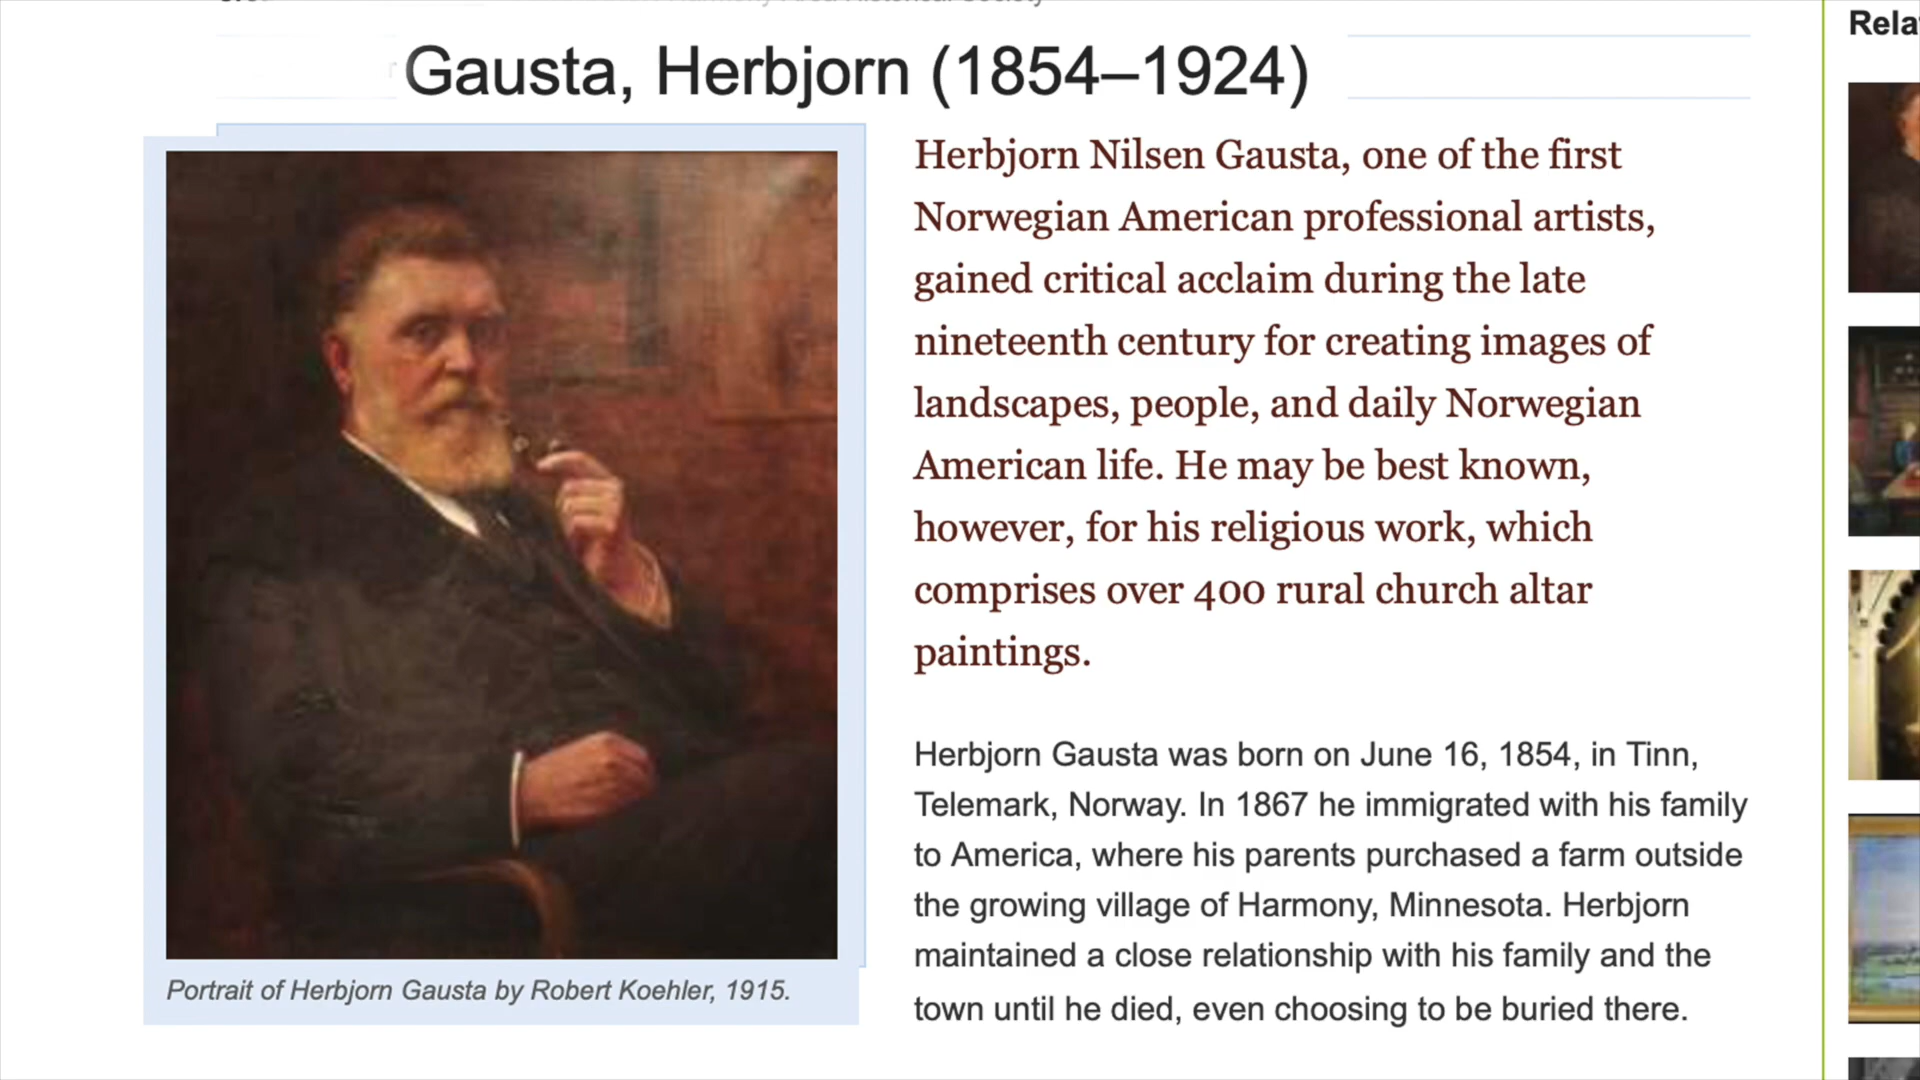 Gausta, Herbjorn (1854–1924)
Herbjorn Nilsen Gausta, one of the first
Norwegian American professional artists,
gained critical acclaim during the late
nineteenth century for creating images of
landscapes, people, and daily Norwegian
American life. He may be best known,
however, for his religious work, which
comprises over 400 rural church altar
paintings.
Herbjorn Gausta was born on June 16, 1854, in Tinn,
Telemark, Norway. In 1867 he immigrated with his family
to America, where his parents purchased a farm outside
the growing village of Harmony, Minnesota. Herbjorn
maintained a close relationship with his family and the
town until he died, even choosing to be buried there.
Portrait of Herbjorn Gausta by Robert Koehler, 1915.
Rela